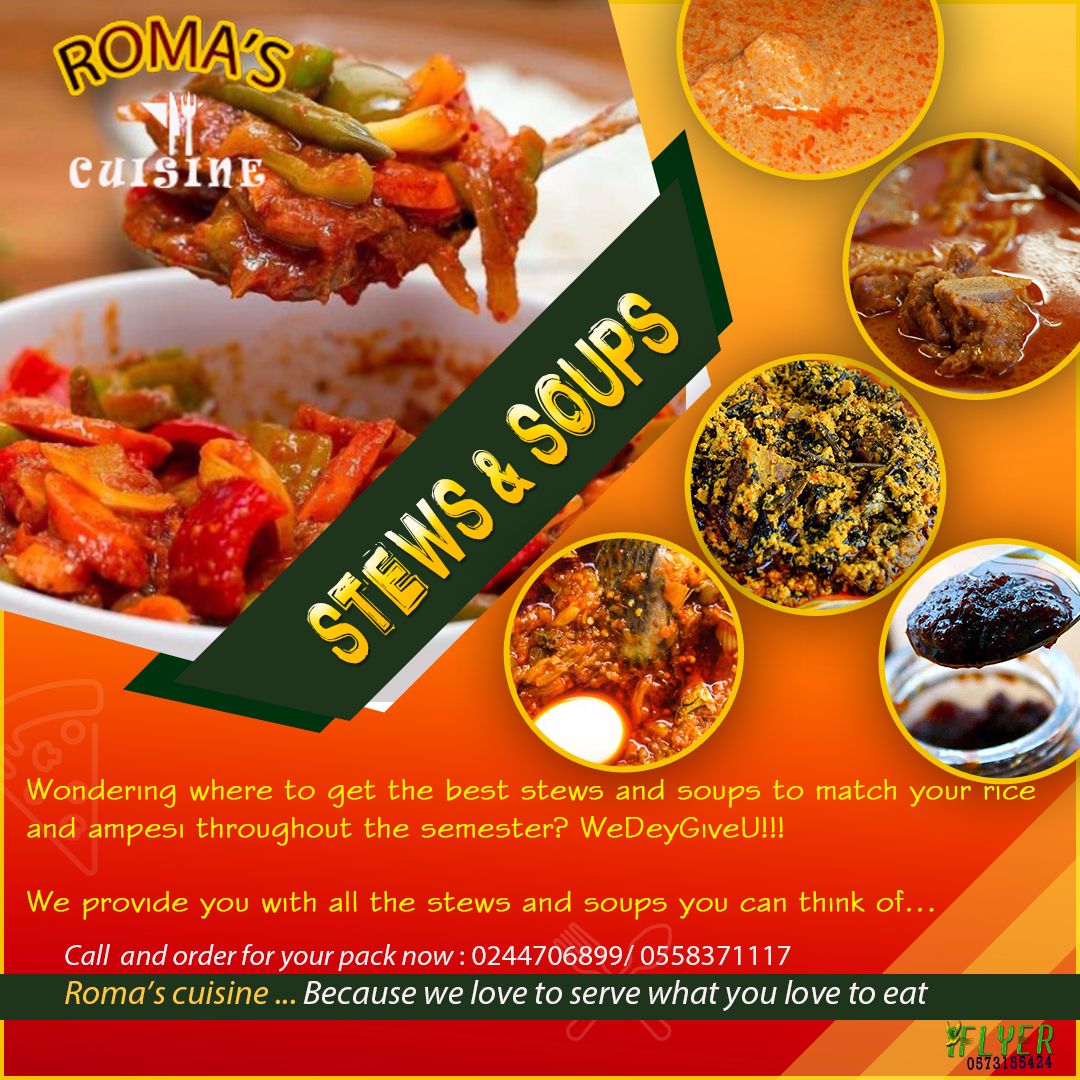 ROMA'S
CUISINE
STEWS & SOUPS
Wondering where to get the best stews and soups to match your rice
and ampesi throughout the semester? WeDeyGiveU!!!
We provide you with all the stews and soups you can think of...
Call and order for your pack now : 0244706899/ 0558371117
Roma's cuisine ... Because we love to serve what you love to eat
iFLYER
0573155424